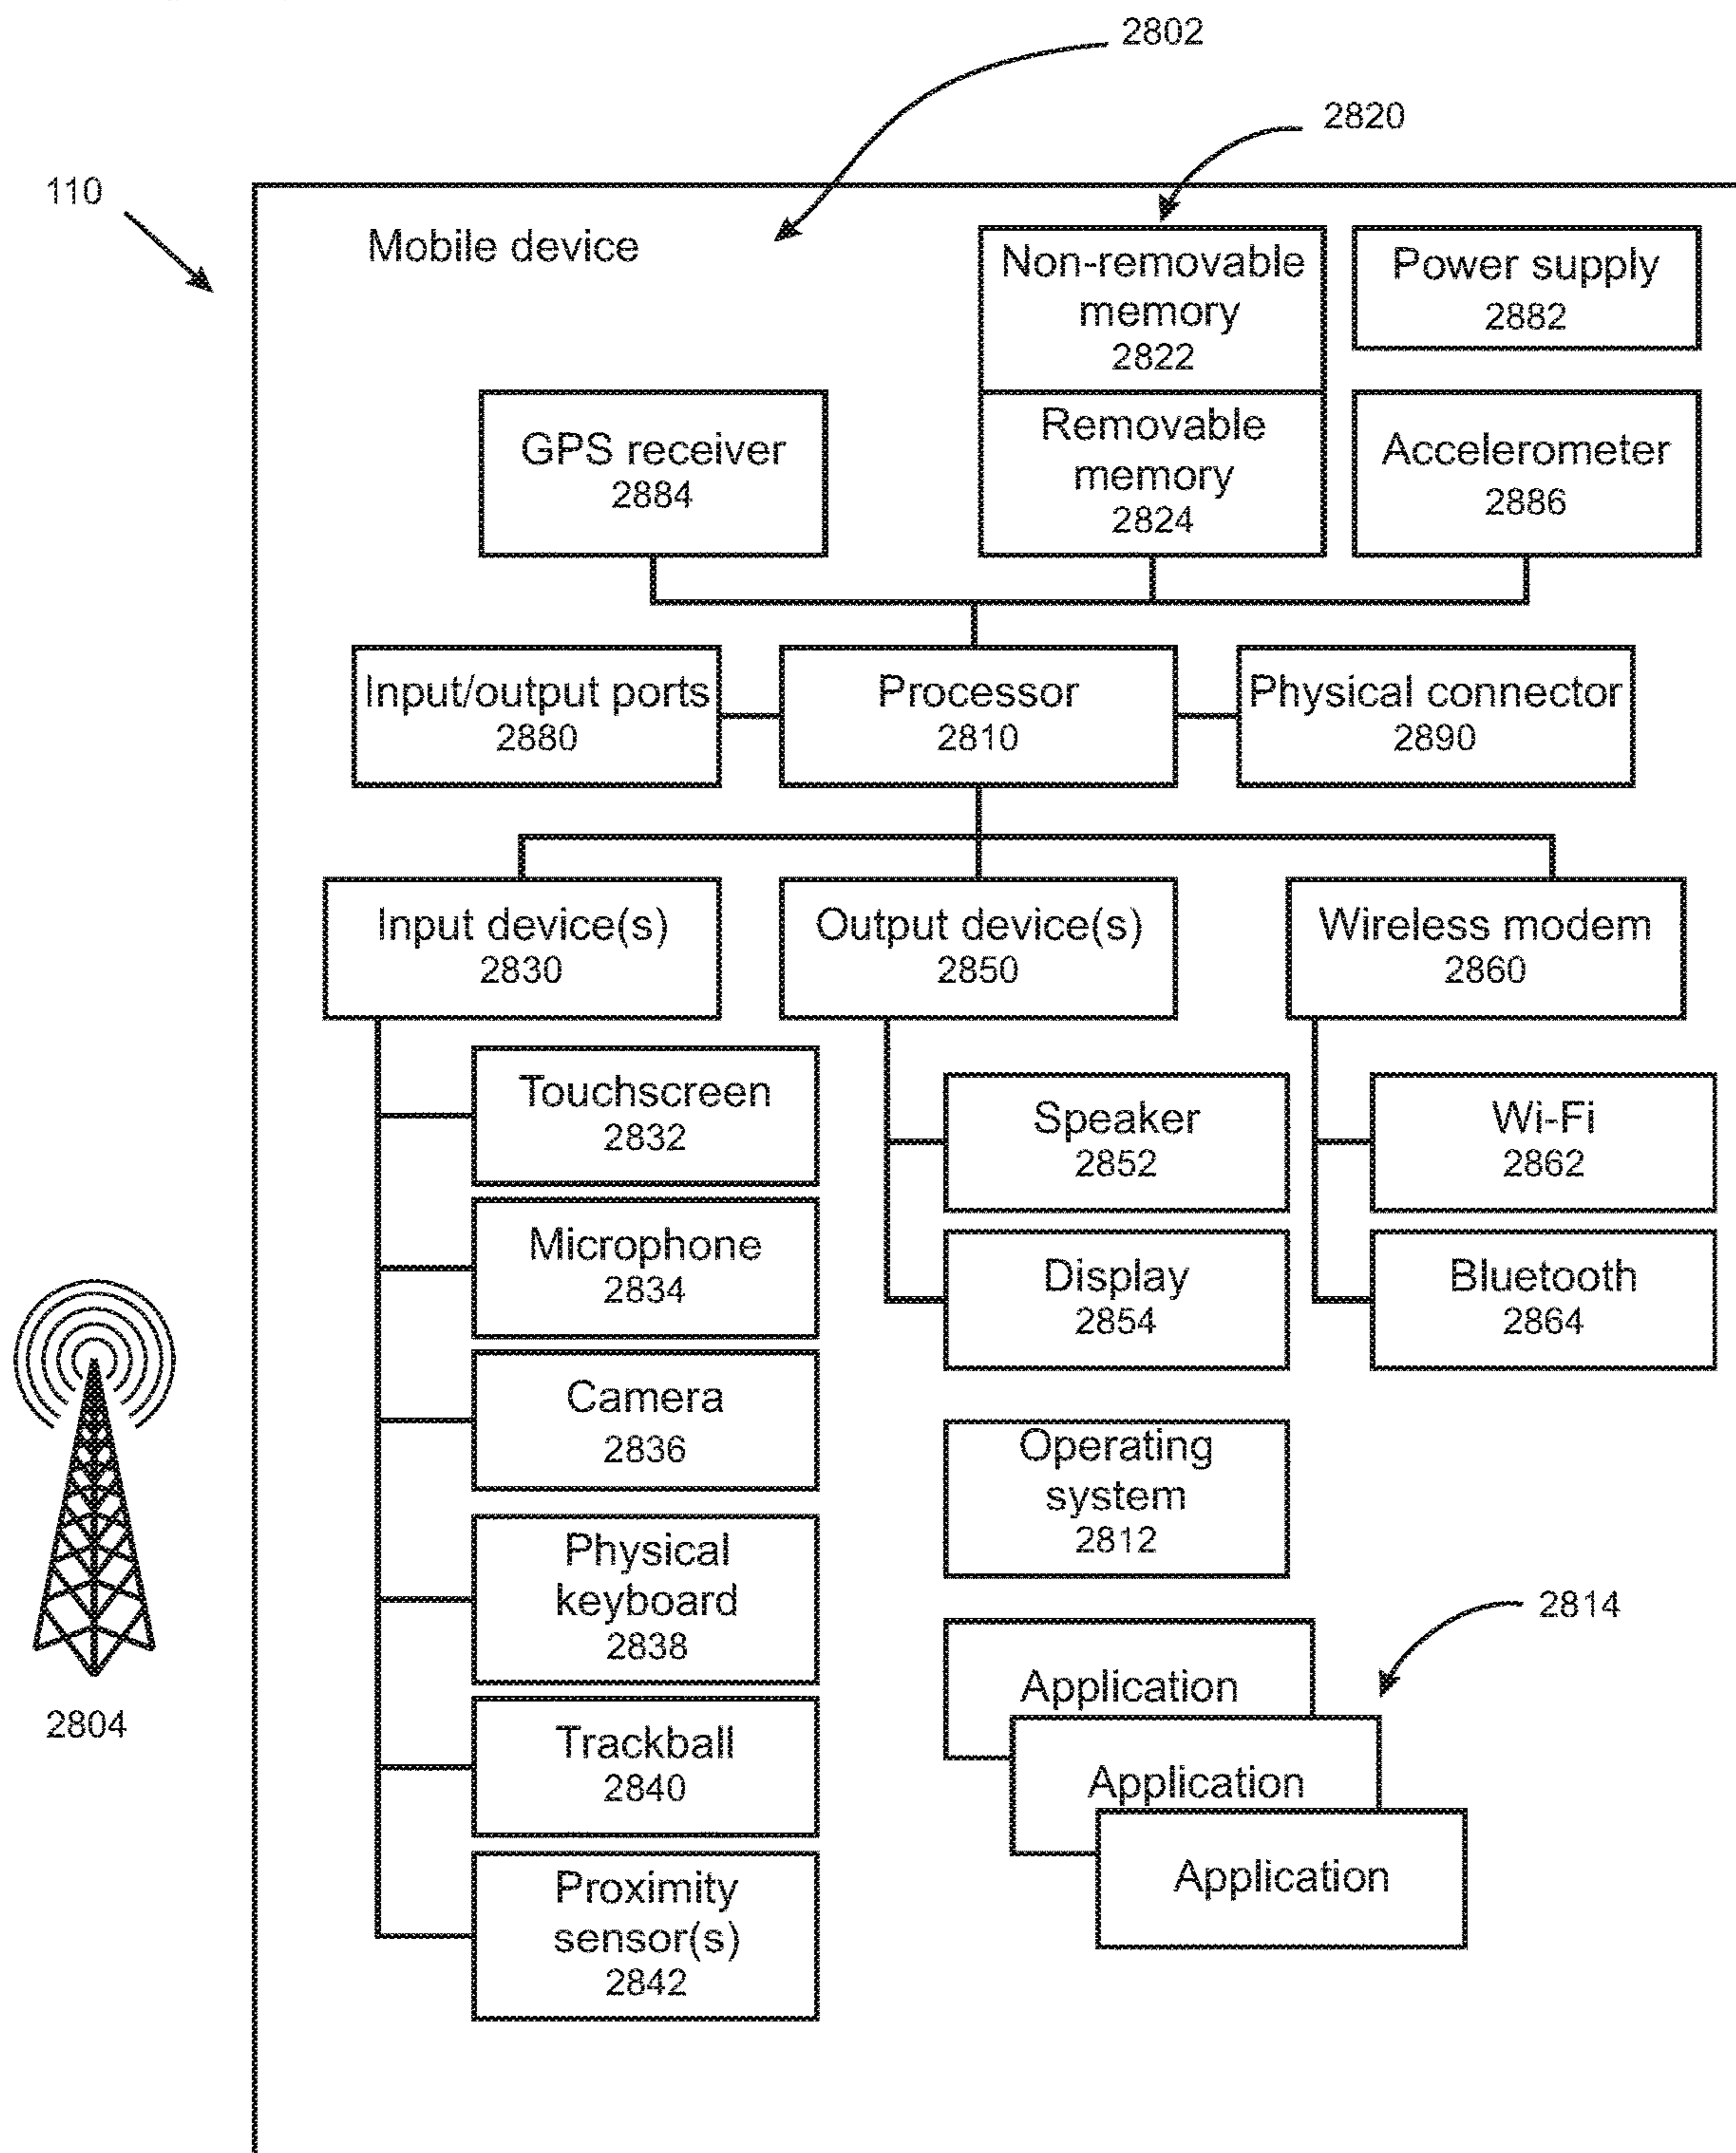 2802
2820
110
Mobile device
Non-removable
memory
2822
Power supply
2882
GPS receiver
2884
Removable
memory
2824
Accelerometer
2886
Input/output ports
2880
Processor
2810
Physical connector
2890
Input device(s)
2830
Output device(s)
2850
Wireless modem
2860
Touchscreen
2832
Speaker
2852
Wi-Fi
2862
Microphone
2834
Display
2854
Bluetooth
2864
Camera
2836
Operating
system
2812
Physical
keyboard
2838
2814
Application
2804
Trackball
2840
Application
Application
Proximity
sensor(s)
2842